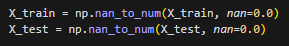 X_train = np.nan_to_num(X_train, nan=0.0)
X_test = np.nan_to_num(X_test, nan=0.0)